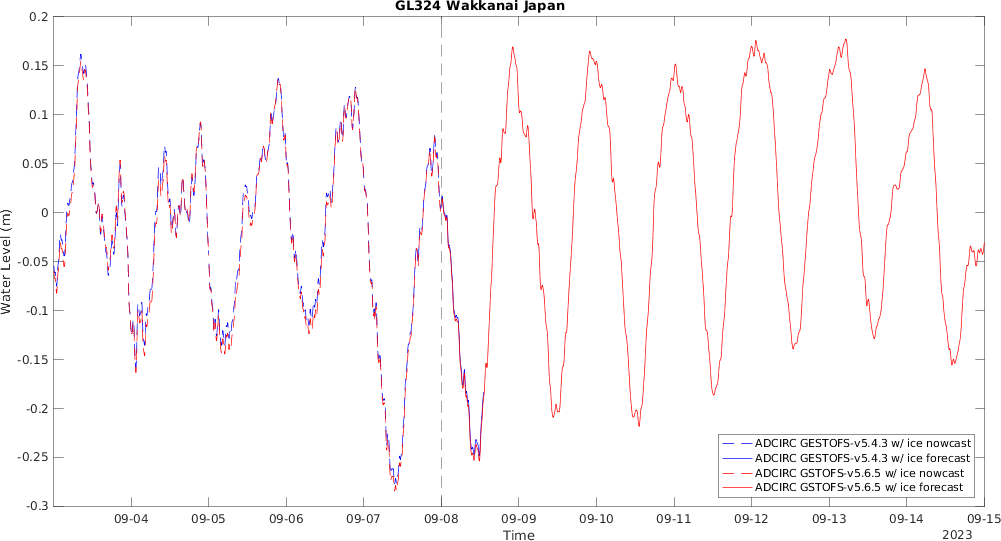 GL324 Wakkanai Japan
0.2
0.15
0.1
0.05
0
-0.05
-0.1
-0.15
-0.2
-0.25
-0.3
Water Level (m)
ADCIRC GESTOFS-v5.4.3 w/ ice nowcast
ADCIRC GESTOFS-v5.4.3 w/ ice forecast
ADCIRC GSTOFS-v5.6.5 w/ ice nowcast
ADCIRC GSTOFS-v5.6.5 w/ ice forecast
09-04 09-05 09-06 09-07 09-08 09-09 09-10 09-11 09-12 09-13 09-14 09-15
Time
2023